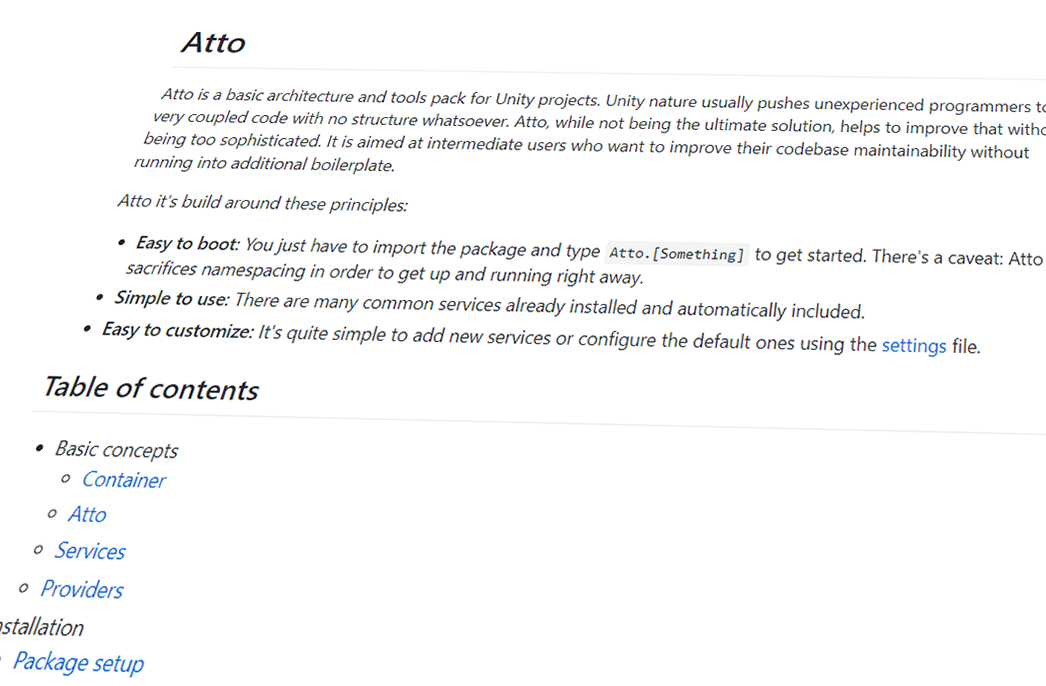 Atto
Atto is a basic architecture and tools pack for Unity projects. Unity nature usually pushes unexperienced programmers to
very coupled code with no structure whatsoever. Atto, while not being the ultimate solution, helps to improve that
being too sophisticated. It is aimed at intermediate users who want to improve their codebase maintainability without
running into additional boilerplate.
Atto it's build around these principles:
• Easy to boot: You just have to import the package and type Atto.[Something] to get started. There's a caveat: Atto
sacrifices namespacing in order to get up and running right away.
• Simple to use: There are many common services already installed and automatically included.
• Easy to customize: It's quite simple to add new services or configure the default ones using the settings file.
Table of contents
• Basic concepts
◦ Container
◦ Atto
◦ Services
◦ Providers
nstallation
Package setup